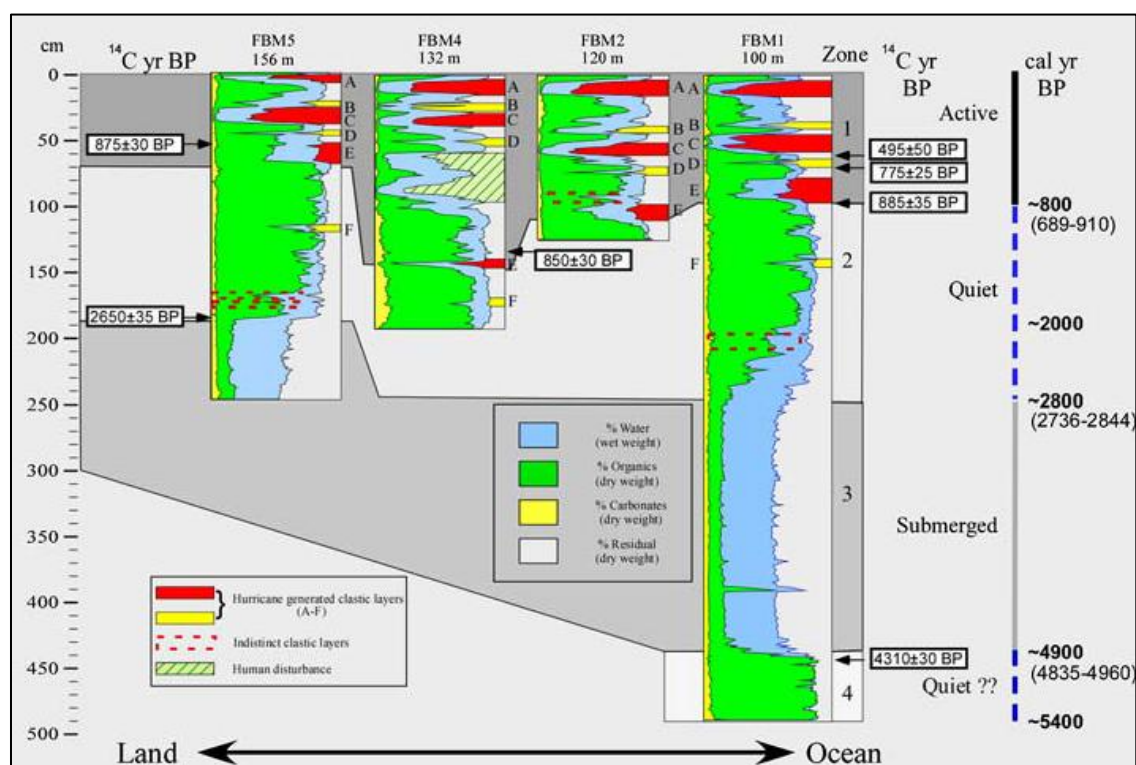 cm
14C yr BP
FBM5
156 m
FBM4
132 m
FBM2
120 m
FBM1
100 m
Zone
14C yr
BP
cal yr
BP
0
50
100
150
200
250
300
350
400
450
500
875±30 BP
2650±35 BP
A
B
C
D
E
F
A
B
C
D
E
F
850±30 BP
A
B
C
D
E
A
B
C
D
E
F
1
2
3
4
495±50 BP
775±25 BP
885±35 BP
4310±30 BP
Active
Quiet
Submerged
Quiet ??
~800
(689-910)
~2000
~2800
(2736-2844)
~4900
(4835-4960)
~5400
% Water
(wet weight)
% Organics
(dry weight)
% Carbonates
(dry weight)
% Residual
(dry weight)
Hurricane generated clastic layers
(A-F)
Indistinct clastic layers
Human disturbance
Land
Ocean